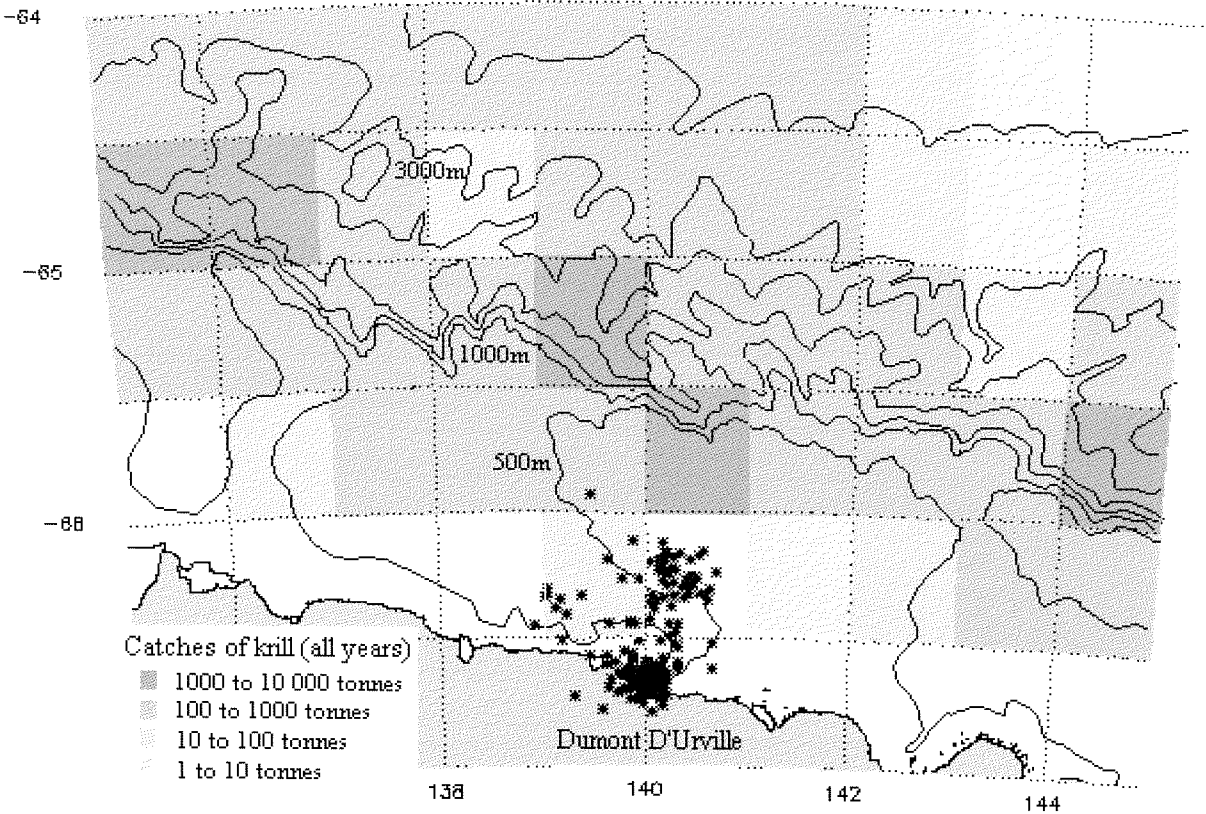 -64
3000m
-65
1000m
500m
-66
Catches of krill (all years)
1000 to 10 000 tonnes
100 to 1000 tonnes
10 to 100 tonnes
1 to 10 tonnes
Dumont D'Urville
138
140
142
144